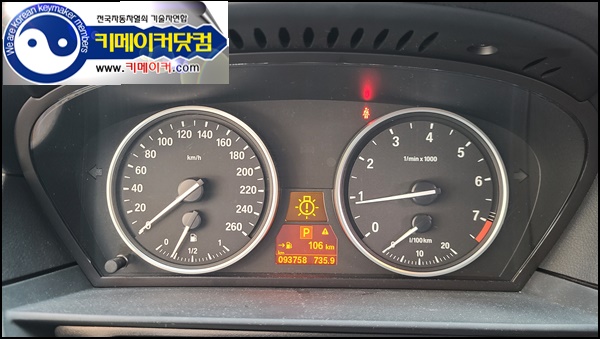 전국자동차열쇠 기술자연합
We are korean keymaker members
키메이커닷컴
www.키메이커.com
0 20 40 60 80 100 120 140 160 180 200 220 240 260
km/h
0 1/2 1
0 1 2 3 4 5 6 7
1/min x 1000
0 10 20
l/100km
P
106 km
km 093758 735.9